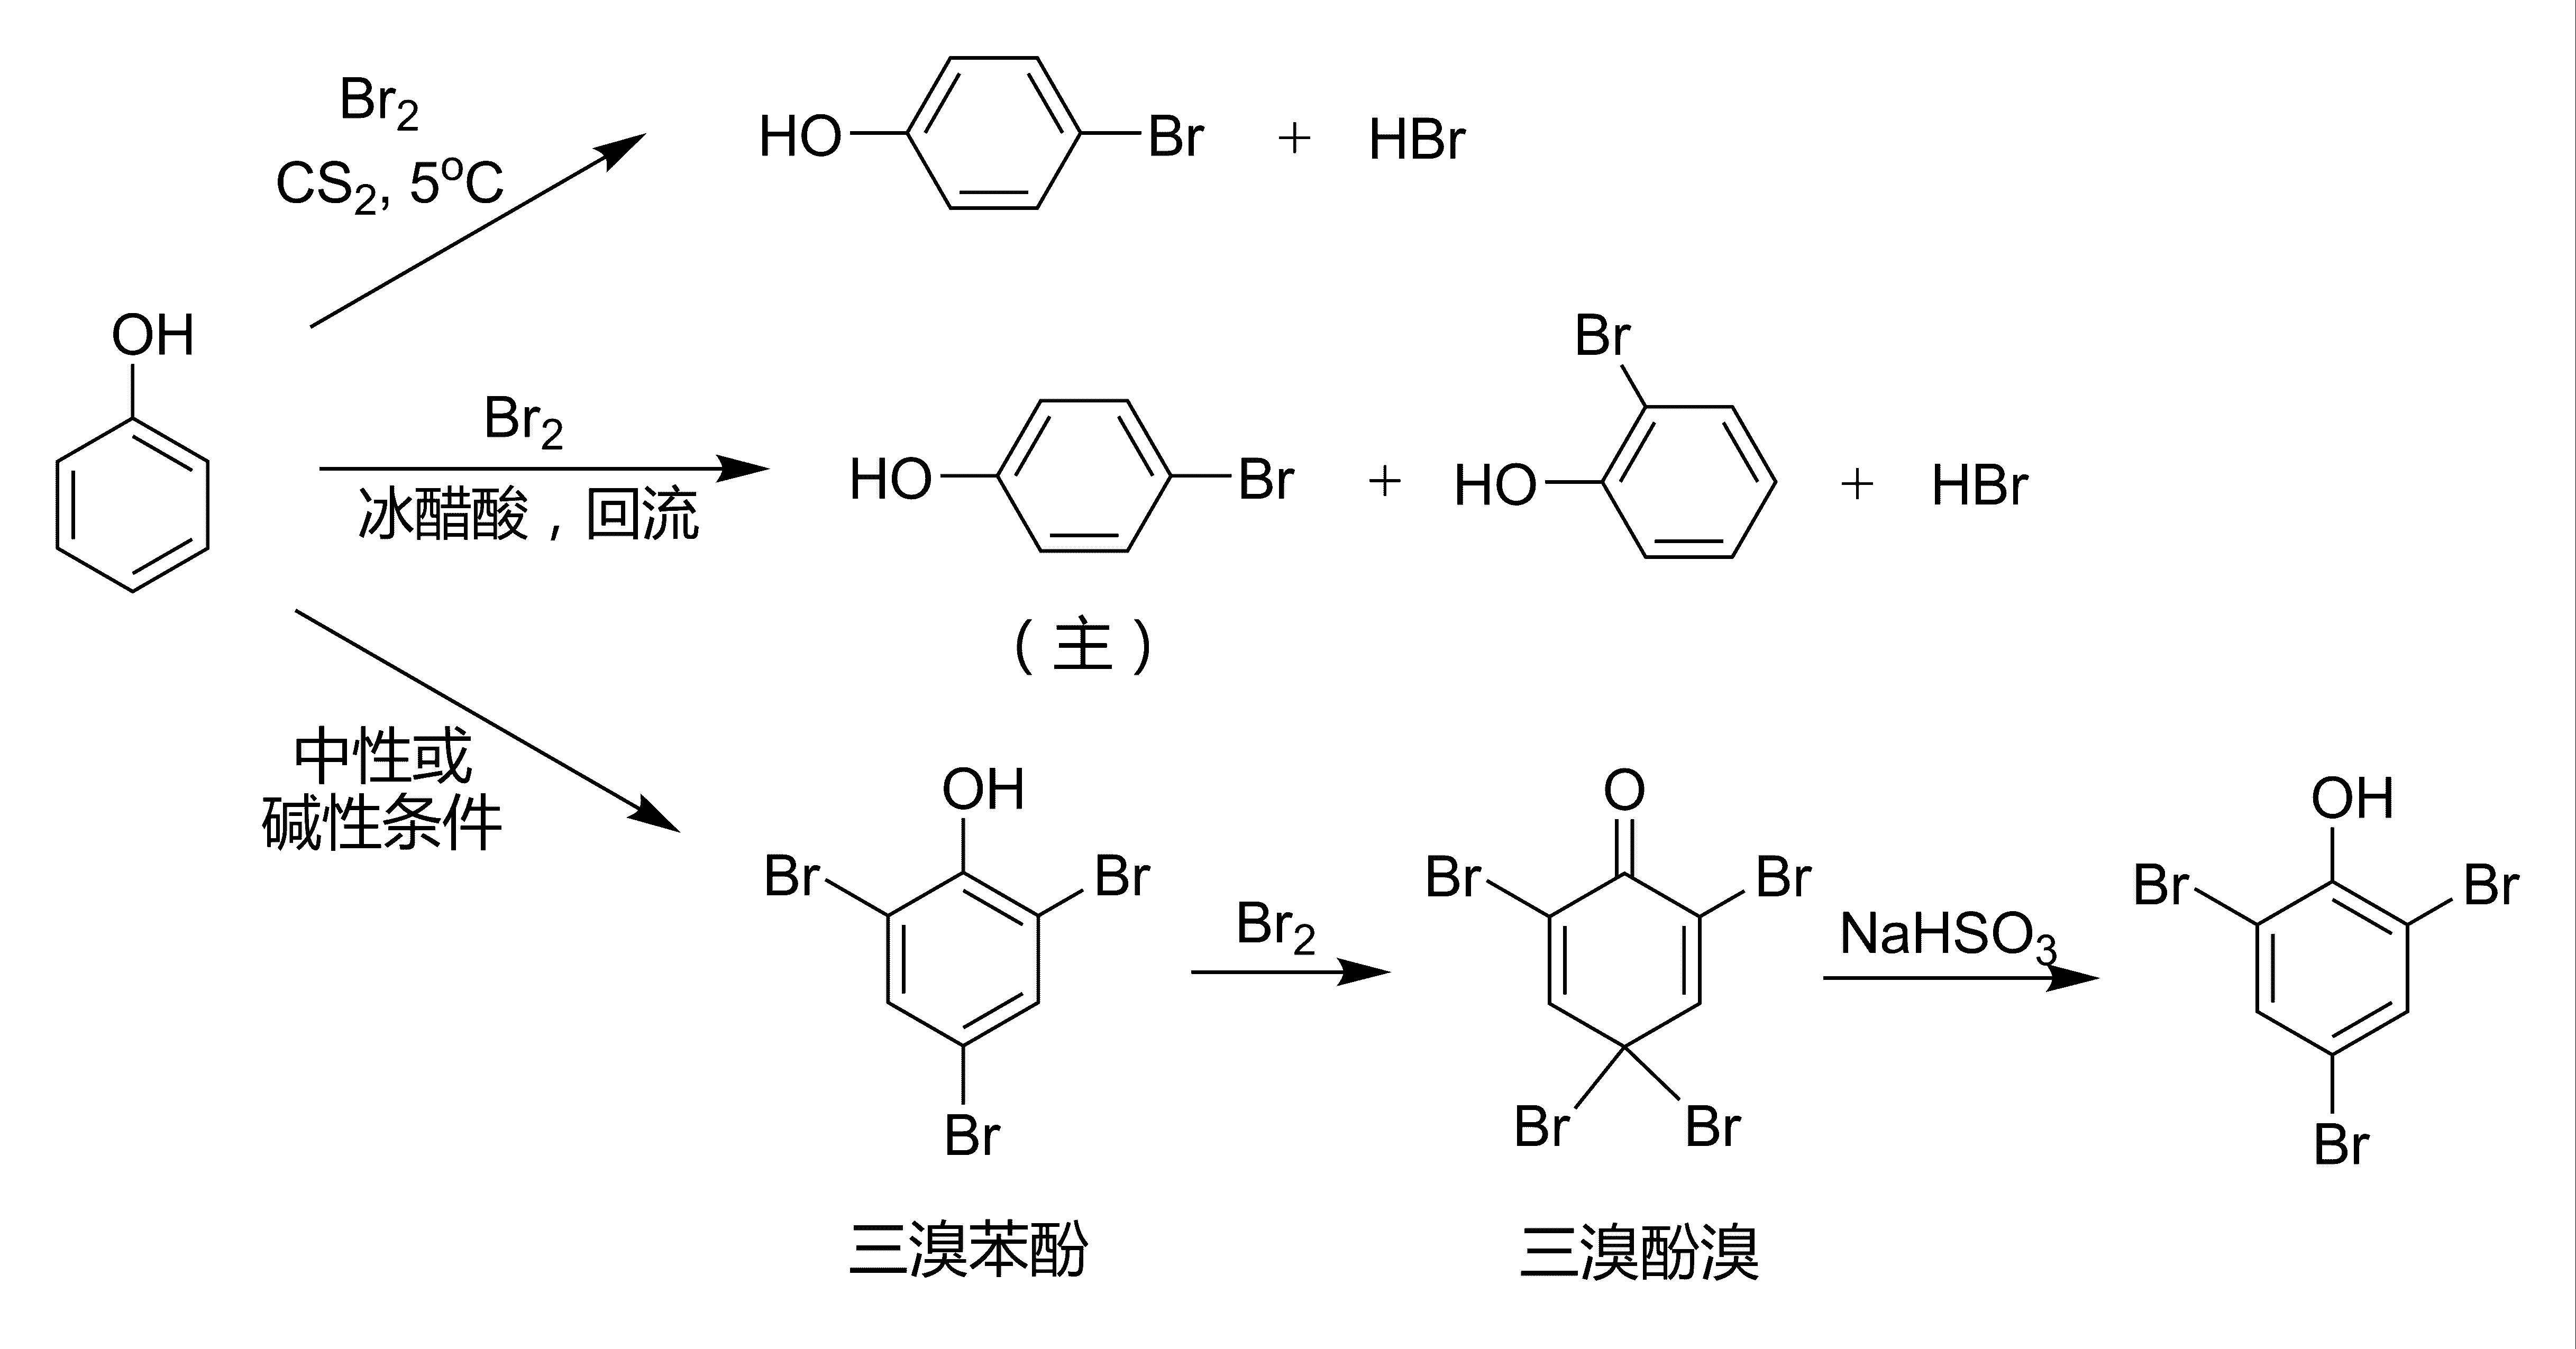 Br₂
CS₂, 5°C
HO Br + HBr
OH
Br₂
冰醋酸，回流
HO Br + HO Br + HBr
(主)
中性或
碱性条件
OH Br Br Br
Br₂
O Br Br Br Br
NaHSO₃
OH Br Br Br
三溴苯酚
三溴酚溴